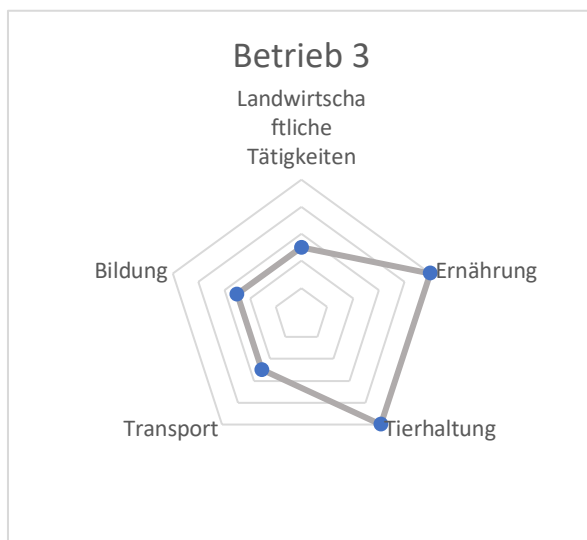 Betrieb 3
Landwirtscha
ftliche
Tätigkeiten
Bildung
Ernährung
Transport
Tierhaltung